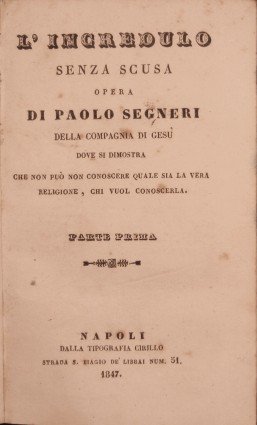 L' INCREDULO
SENZA SCUSA
OPERA
DI PAOLO SEGNERI
DELLA COMPAGNIA DI GESÙ
DOVE SI DIMOSTRA
CHE NON PUÒ NON CONOSCERE QUALE SIA LA VERA
RELIGIONE, CHI VUOL CONOSCERLA.
PARTE PRIMA
NAPOLI
DALLA TIPOGRAFIA CIRILLO
STRADA S. BIAGIO DE' LIBRAI NUM. 51.
1847.